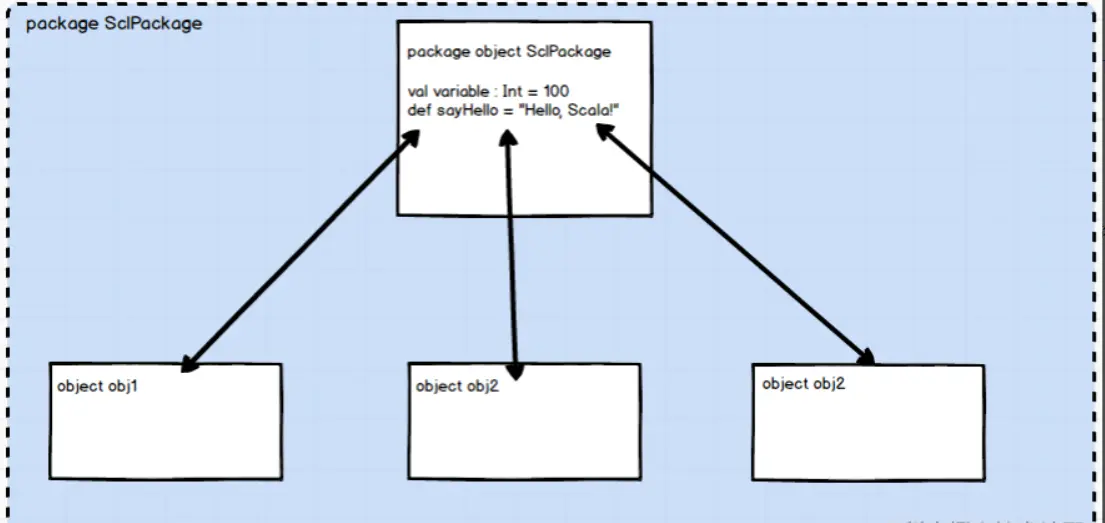 package SclPackage
package object SclPackage
val variable : Int = 100
def sayHello = "Hello, Scala!"
object obj1
object obj2
object obj2